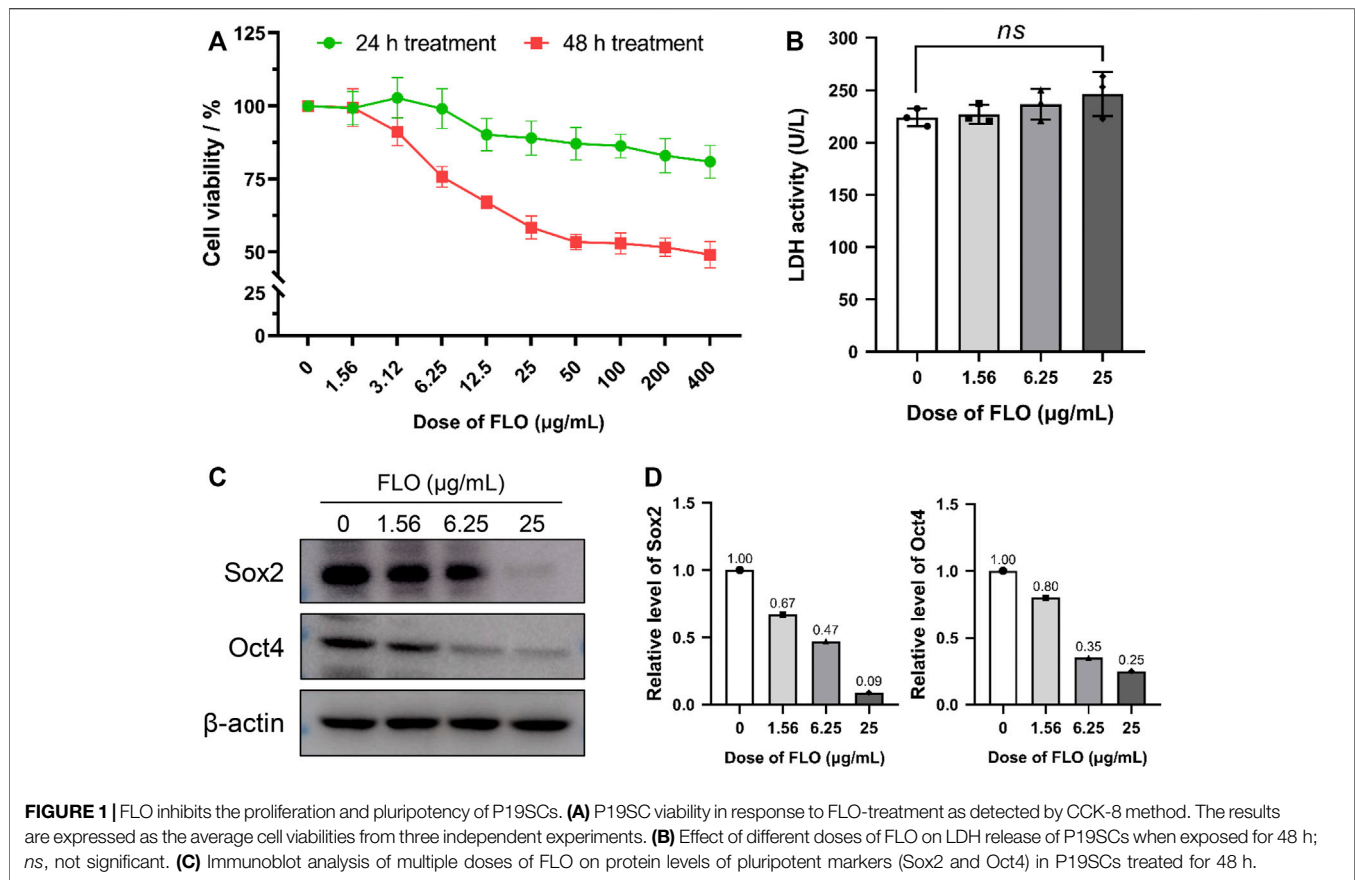 A
24 h treatment
48 h treatment
125
100
75
50
25
0
Cell viability / %
0 1.56 3.12 6.25 12.5 25 50 100 200 400
Dose of FLO (µg/mL)
B
ns
300
250
200
150
100
50
0
LDH activity (U/L)
0 1.56 6.25 25
Dose of FLO (µg/mL)
C
FLO (µg/mL)
0 1.56 6.25 25
Sox2
Oct4
β-actin
D
1.5
1.0
0.5
0.0
Relative level of Sox2
1.00
0.67
0.47
0.09
0 1.56 6.25 25
Dose of FLO (µg/mL)
1.5
1.0
0.5
0.0
Relative level of Oct4
1.00
0.80
0.35
0.25
0 1.56 6.25 25
Dose of FLO (µg/mL)
FIGURE 1 | FLO inhibits the proliferation and pluripotency of P19SCs. (A) P19SC viability in response to FLO-treatment as detected by CCK-8 method. The results
are expressed as the average cell viabilities from three independent experiments. (B) Effect of different doses of FLO on LDH release of P19SCs when exposed for 48 h;
ns, not significant. (C) Immunoblot analysis of multiple doses of FLO on protein levels of pluripotent markers (Sox2 and Oct4) in P19SCs treated for 48 h.